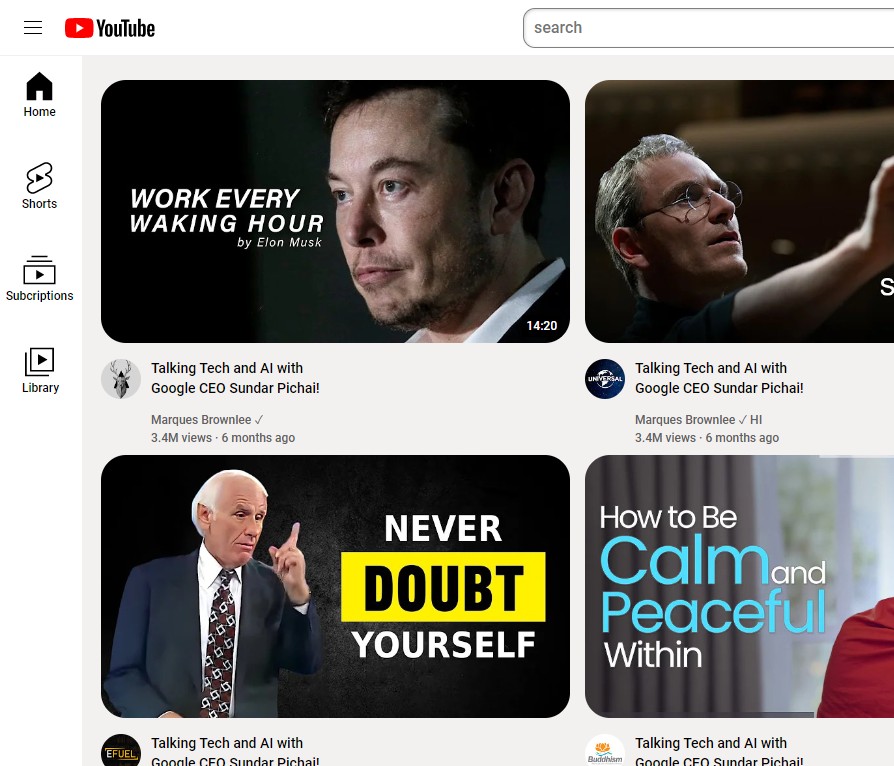 YouTube
search
Home
Shorts
Subcriptions
Library
WORK EVERY
WAKING HOUR
by Elon Musk
14:20
S
Talking Tech and AI with
Google CEO Sundar Pichai!
Marques Brownlee ✓
3.4M views · 6 months ago
UNIVERSAL
Talking Tech and AI with
Google CEO Sundar Pichai!
Marques Brownlee ✓ HI
3.4M views · 6 months ago
NEVER
DOUBT
YOURSELF
How to Be
Calm and
Peaceful
Within
EFUEL
Talking Tech and AI with
Google CEO Sundar Pichai!
Buddhism
Talking Tech and AI with
Google CEO Sundar Pichai!